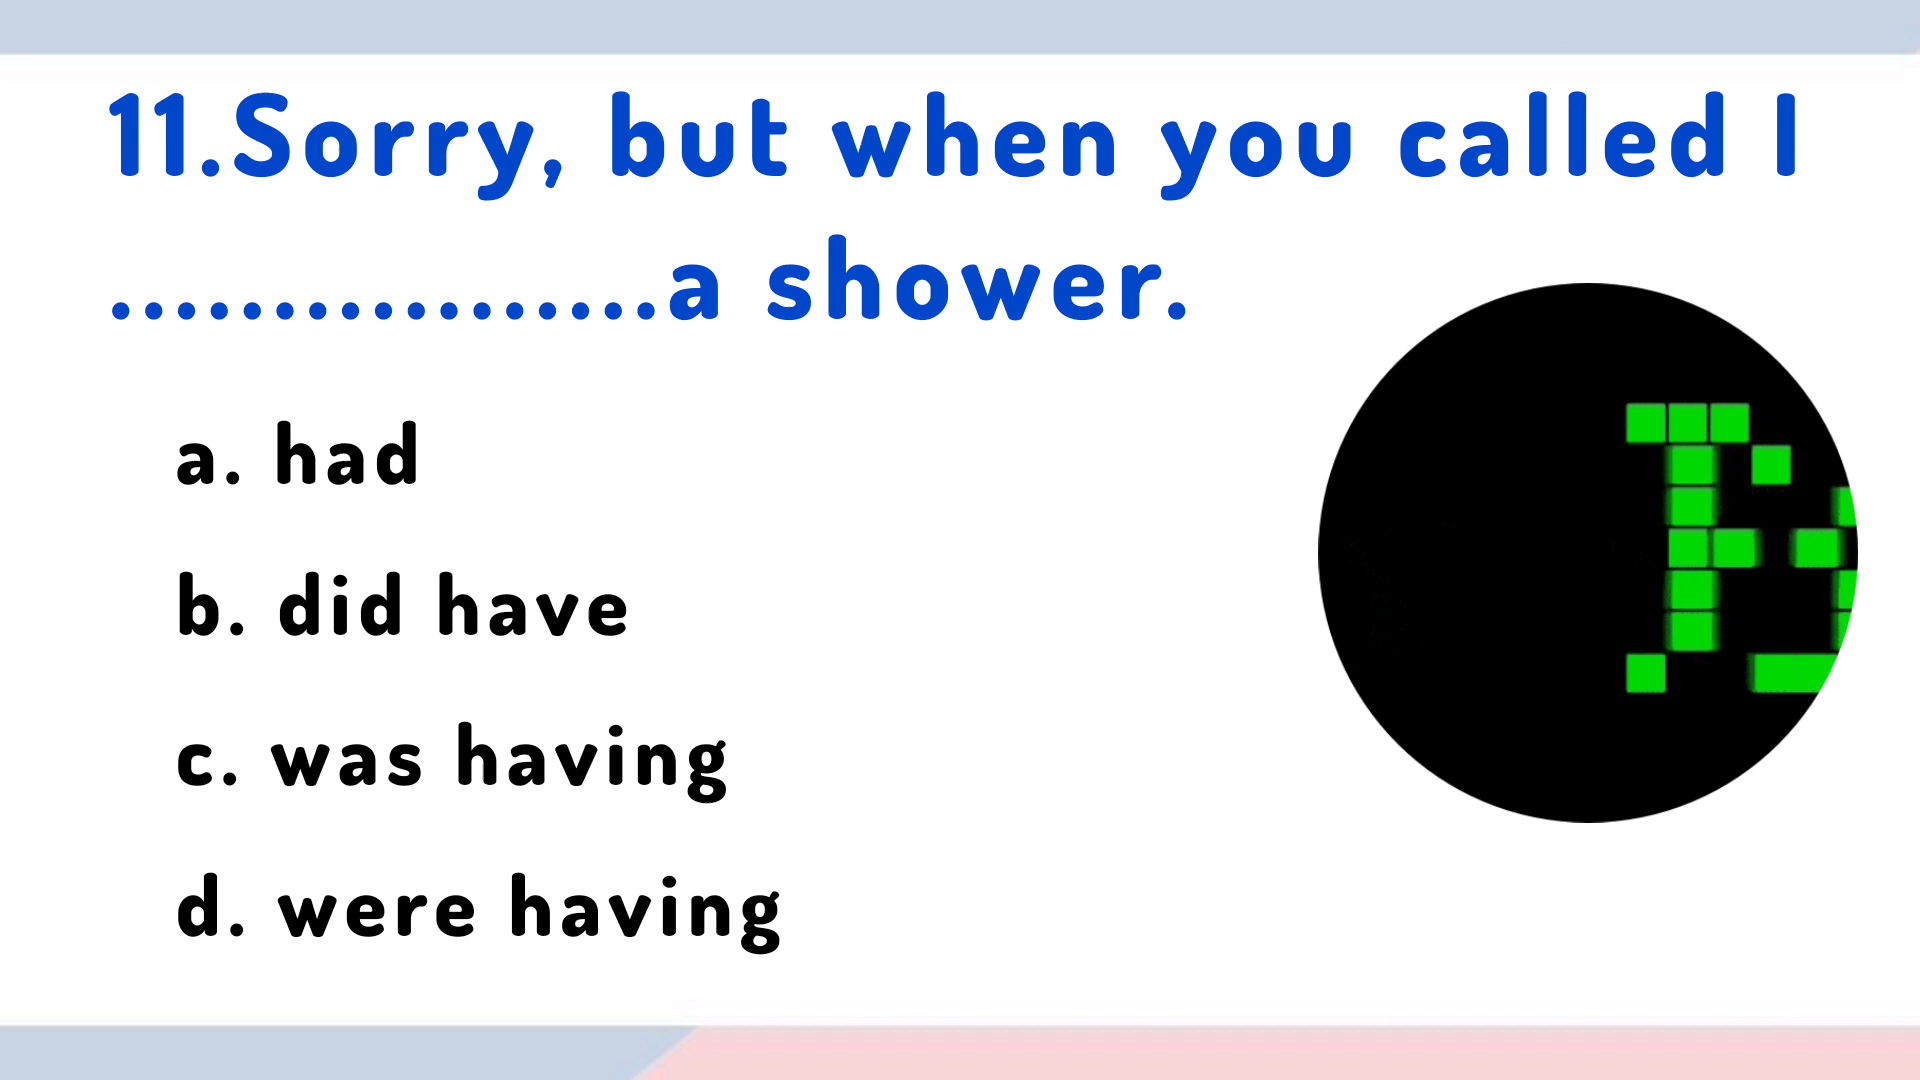 11.Sorry, but when you called I
.................a shower.
a. had
b. did have
c. was having
d. were having